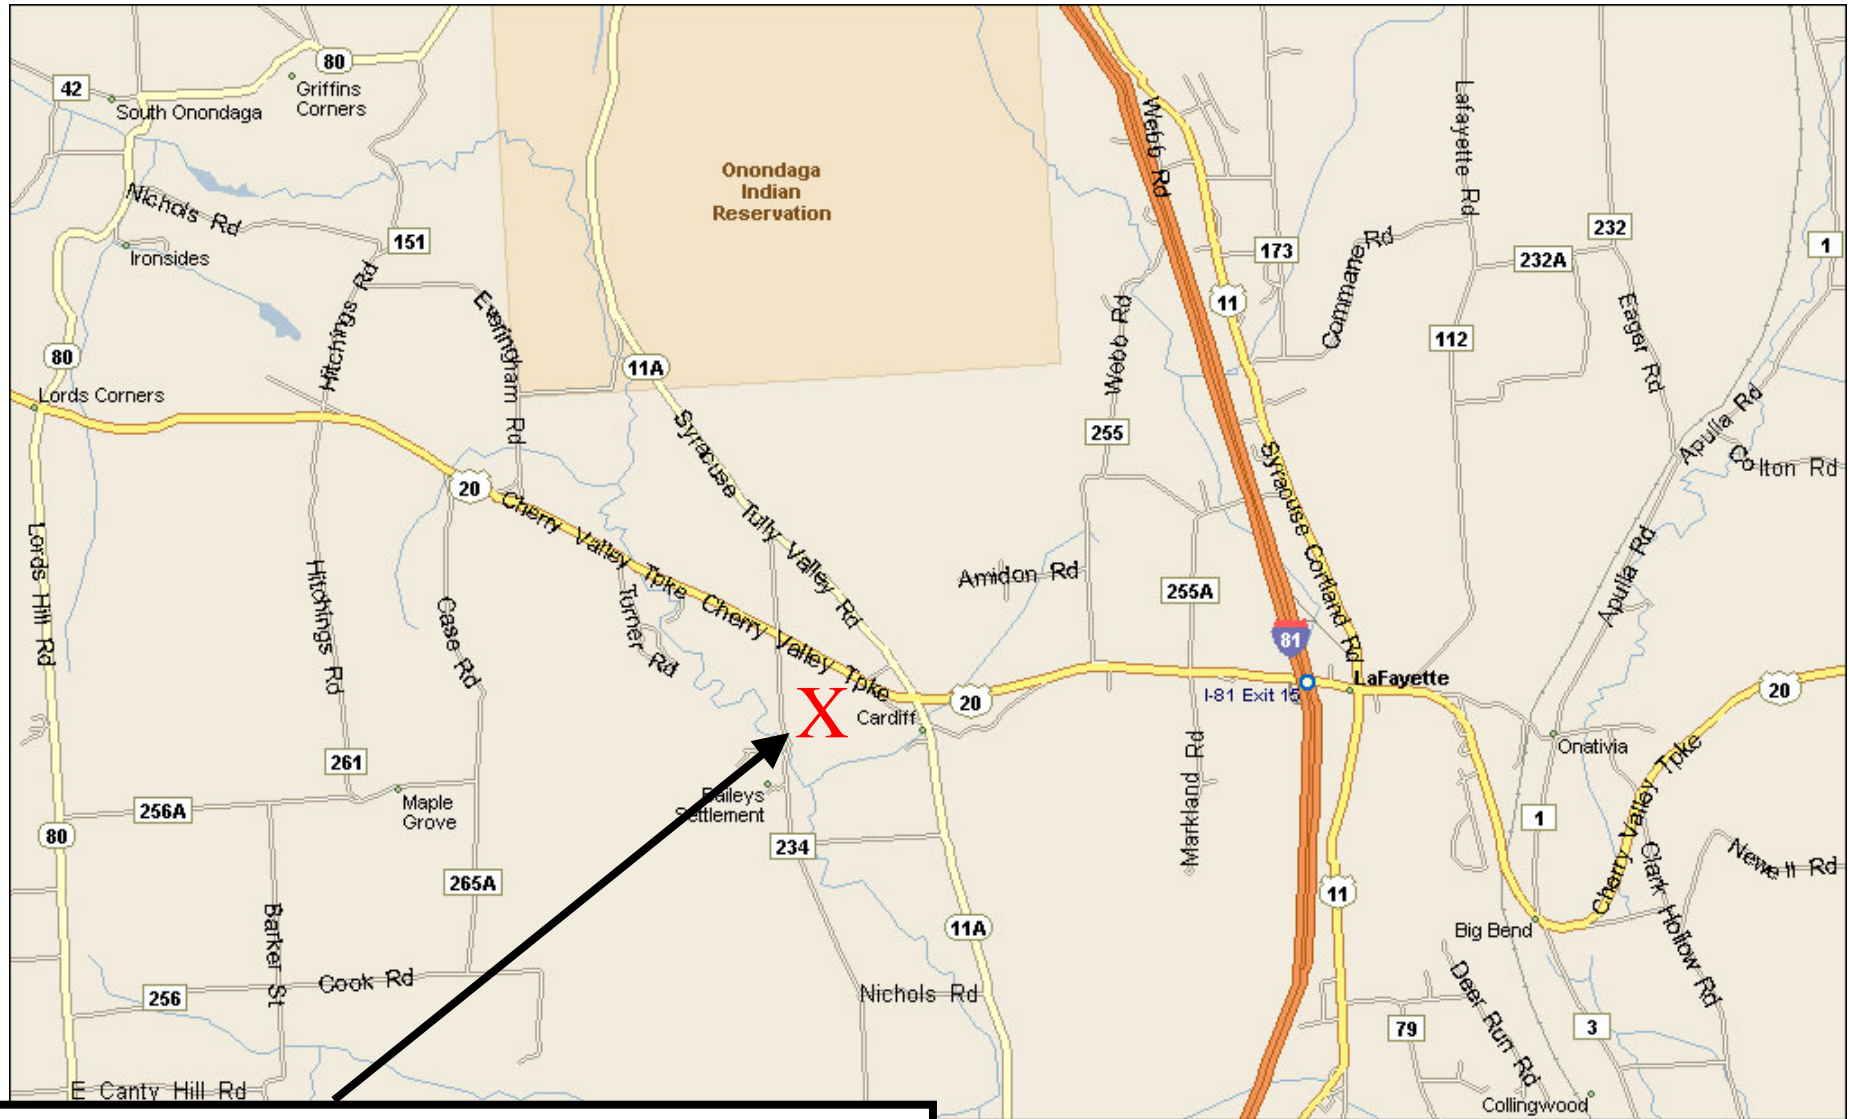 80
42
Griffins
Corners
South Onondaga
Webb Rd
Lafayette Rd
Onondaga
Indian
Reservation
Nichols Rd
151
Ironsides
173
Commane Rd
232
232A
1
Hitchings Rd
Everingham Rd
11
Webb Rd
112
Eager Rd
80
11A
Lords Corners
Syracuse Tully Valley Rd
255
Syracuse Cortland Rd
Apulia Rd
Colton Rd
20
Cherry Valley Tpke
Cherry Valley Tpke
Lords Hill Rd
Hitchings Rd
Case Rd
Turner Rd
Amidon Rd
255A
Apulia Rd
81
LaFayette
I-81 Exit 15
20
20
X
Cardiff
Markland Rd
Onativia
Cherry Valley Tpke
261
256A
Maple
Grove
Baileys
Settlement
80
234
1
Clark Hollow Rd
Newell Rd
265A
11
Barker St
11A
Big Bend
Cook Rd
256
Nichols Rd
Deer Run Rd
79
3
E Canty Hill Rd
Collingwood